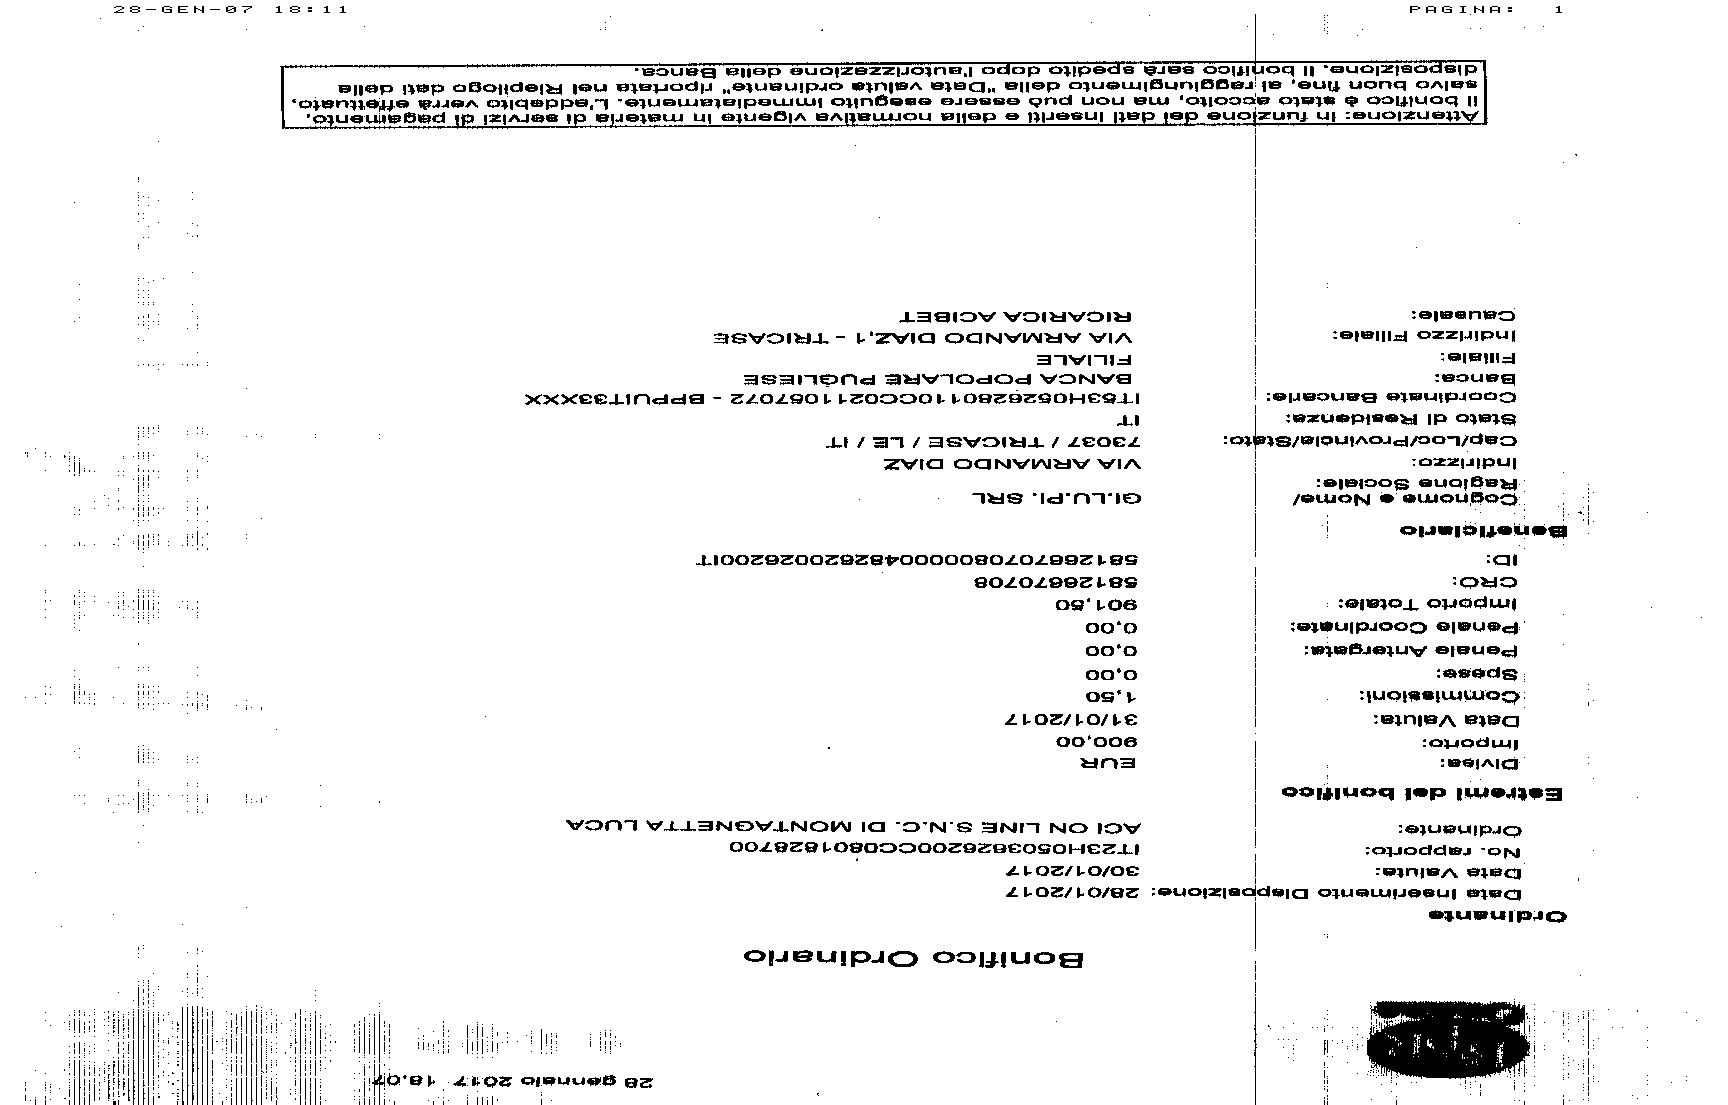 28-GEN-07 18:11 PAGINA: 1
28 gennaio 2017 18.07
Bonifico Ordinario
Ordinante
Data Inserimento Disposizione: 28/01/2017
Data Valuta: 30/01/2017
No. rapporto: IT23H0503826200CC0801828700
Ordinante: ACI ON LINE S.N.C. DI MONTAGNETTA LUCA
Estremi del bonifico
Divisa: EUR
Importo: 900,00
Data Valuta: 31/01/2017
Commissioni: 1,50
Spese: 0,00
Penale Antergata: 0,00
Penale Coordinate: 0,00
Importo Totale: 901,50
CRO: 58126670708
ID: 5812667070800000482620026200IT
Beneficiario
Cognome e Nome/
Ragione Sociale: GI.LU.PI. SRL
Indirizzo: VIA ARMANDO DIAZ
Cap/Loc/Provincia/Stato: 73037 / TRICASE / LE / IT
Stato di Residenza: IT
Coordinate Bancarie: IT53H0526280110CC0211057072 - BPPUIT33XXX
Banca: BANCA POPOLARE PUGLIESE
Filiale: FILIALE
Indirizzo Filiale: VIA ARMANDO DIAZ,1 - TRICASE
Causale: RICARICA ACIBET
Attenzione: in funzione dei dati inseriti e della normativa vigente in materia di servizi di pagamento,
il bonifico è stato accolto, ma non può essere eseguito immediatamente. L'addebito verrà effettuato,
salvo buon fine, al raggiungimento della "Data valuta ordinante" riportata nel Riepilogo dati della
disposizione. Il bonifico sarà spedito dopo l'autorizzazione della Banca.